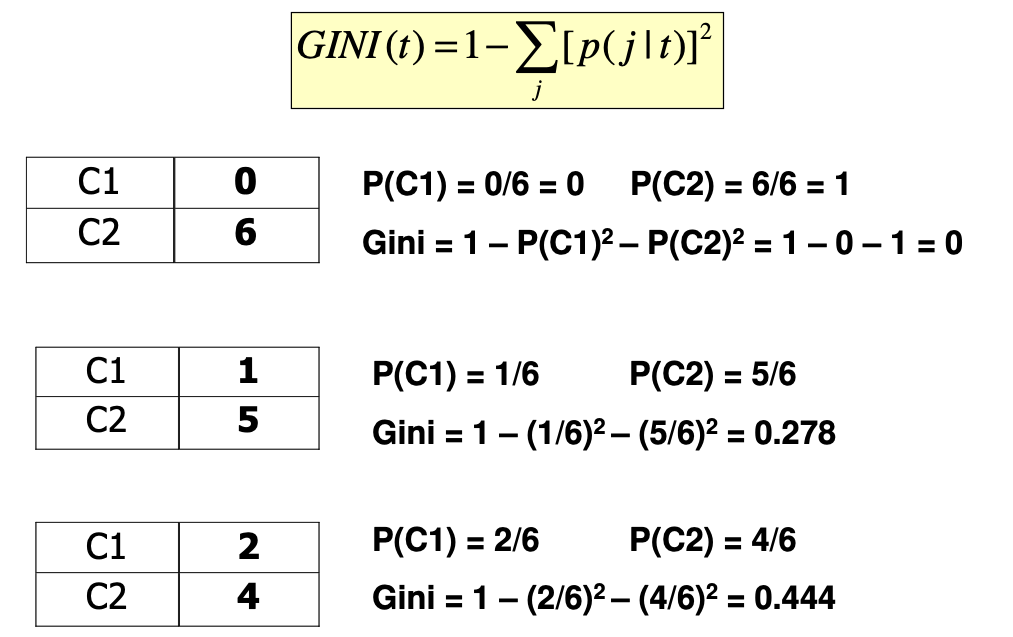 GINI(t) = 1 − ∑[p(j | t)]²
j
C1 0
C2 6
P(C1) = 0/6 = 0 P(C2) = 6/6 = 1
Gini = 1 – P(C1)² – P(C2)² = 1 – 0 – 1 = 0
C1 1
C2 5
P(C1) = 1/6 P(C2) = 5/6
Gini = 1 – (1/6)² – (5/6)² = 0.278
C1 2
C2 4
P(C1) = 2/6 P(C2) = 4/6
Gini = 1 – (2/6)² – (4/6)² = 0.444